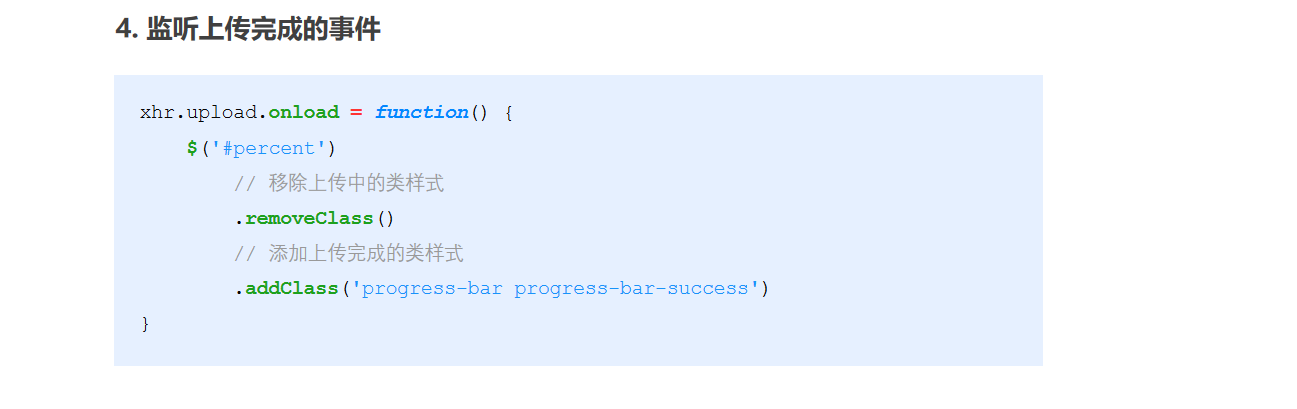 4. 监听上传完成的事件
xhr.upload.onload = function() {
    $('#percent')
        // 移除上传中的类样式
        .removeClass()
        // 添加上传完成的类样式
        .addClass('progress-bar progress-bar-success')
}